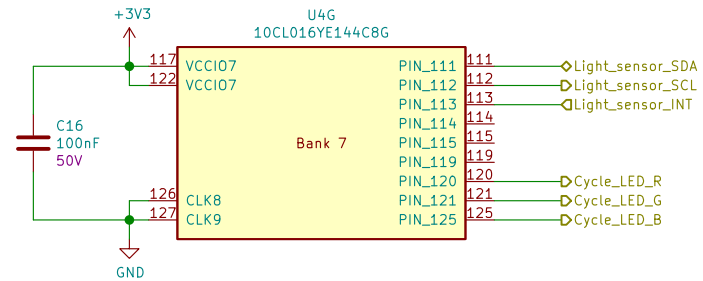 +3V3
U4G
10CL016YE144C8G
117 VCCIO7 PIN_111 111 Light_sensor_SDA
122 VCCIO7 PIN_112 112 Light_sensor_SCL
PIN_113 113 Light_sensor_INT
PIN_114 114
C16
100nF
50V
Bank 7
PIN_115 115
PIN_119 119
PIN_120 120 Cycle_LED_R
126 CLK8 PIN_121 121 Cycle_LED_G
127 CLK9 PIN_125 125 Cycle_LED_B
GND